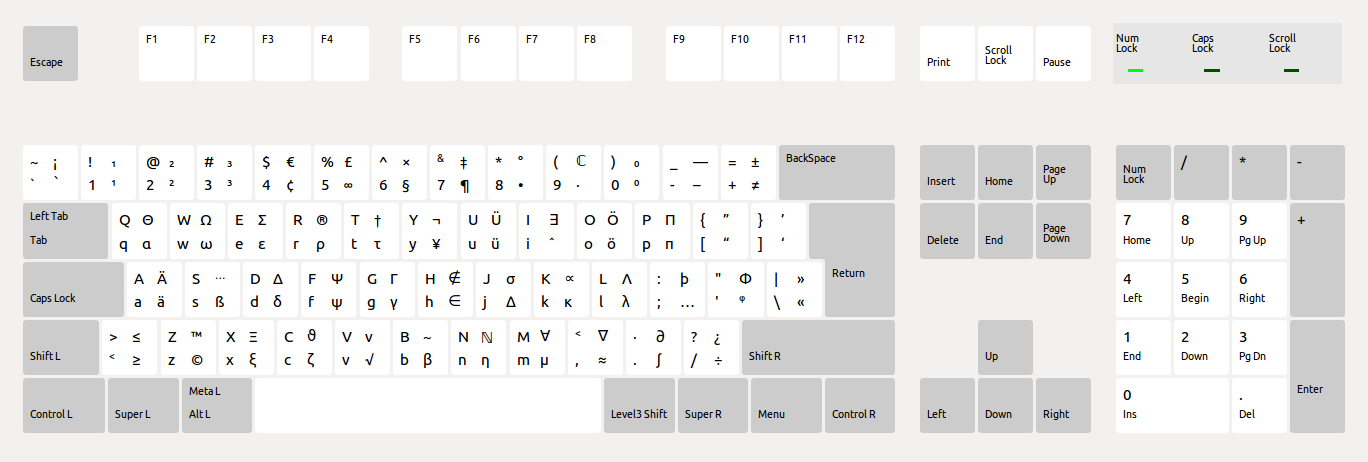 F1 F2 F3 F4 F5 F6 F7 F8 F9 F10 F11 F12
Escape Print Scroll Lock Pause
Num Lock Caps Lock Scroll Lock
~ ¡ ! ₁ @ ₂ # ₃ $ € % £ ^ × & ‡ * ° ( ℂ ) ₀ _ — = ± BackSpace
` ` 1 ¹ 2 ² 3 ³ 4 ¢ 5 ∞ 6 § 7 ¶ 8 • 9 · 0 ⁰ - – + ≠
Insert Home Page Up Num Lock / * -
Left Tab Q Θ W Ω E Σ R ® T † Y ¬ U Ü I Ǝ O Ö P Π { ” } ’
Tab q ɑ w ω e ε r ρ t τ y ¥ u ü i ˆ o ö p π [ “ ] ‘ Return
Delete End Page Down 7 8 9 +
Home Up Pg Up
A Ä S ··· D Δ F Ψ G Γ H ∉ J σ K ∝ L Λ : þ " Φ | »
Caps Lock a ä s ß d δ f ψ g γ h ∈ j Δ k κ l λ ; … ' ᵠ \ «
4 5 6
Left Begin Right
> ≤ Z ™ X Ξ C ϑ V v B ~ N ℕ M ∀ < ∇ · ∂ ? ¿
Shift L < ≥ z © x ξ c ζ v √ b β n η m μ , ≈ . ∫ / ÷ Shift R
Up 1 2 3 Enter
End Down Pg Dn
Meta L
Control L Super L Alt L Level3 Shift Super R Menu Control R
Left Down Right 0 .
Ins Del